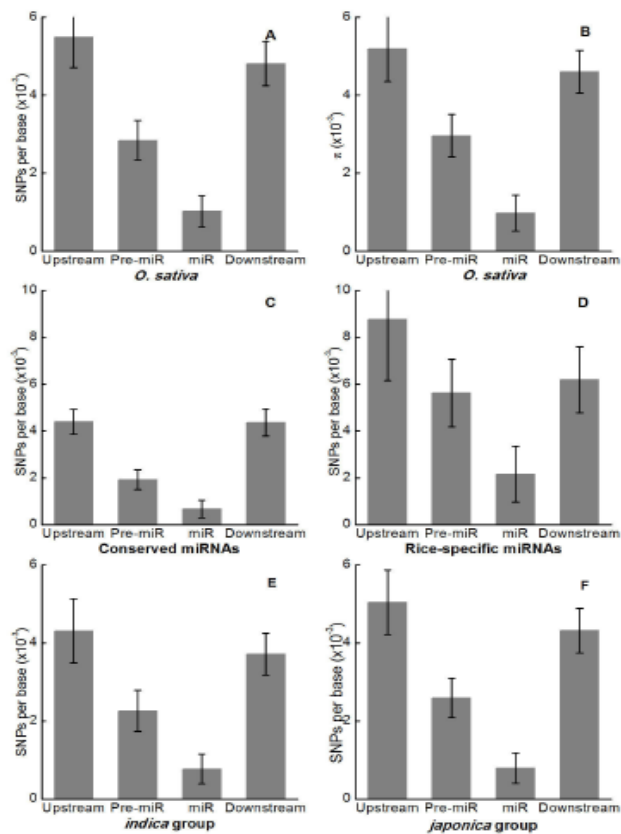 6
4
2
0
SNPs per base (x10⁻³)
A
Upstream Pre-miR miR Downstream
O. sativa
6
4
2
0
π (x10⁻³)
B
Upstream Pre-miR miR Downstream
O. sativa
10
8
6
4
2
0
SNPs per base (x10⁻³)
C
Upstream Pre-miR miR Downstream
Conserved miRNAs
10
8
6
4
2
0
SNPs per base (x10⁻³)
D
Upstream Pre-miR miR Downstream
Rice-specific miRNAs
6
4
2
0
SNPs per base (x10⁻³)
E
Upstream Pre-miR miR Downstream
indica group
6
4
2
0
SNPs per base (x10⁻³)
F
Upstream Pre-miR miR Downstream
japonica group